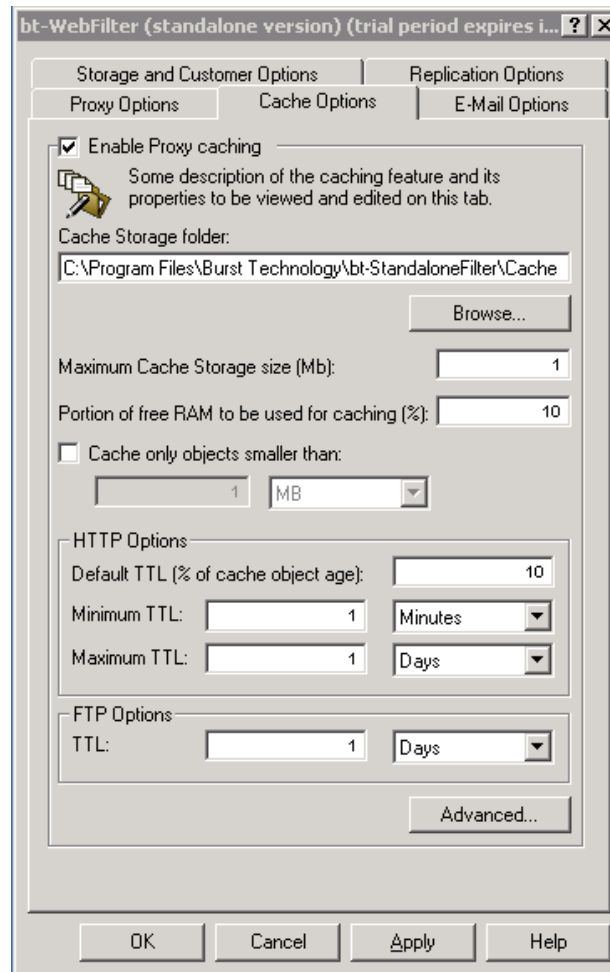 bt-WebFilter (standalone version) (trial period expires i...
Storage and Customer Options Replication Options
Proxy Options Cache Options E-Mail Options
Enable Proxy caching
Some description of the caching feature and its
properties to be viewed and edited on this tab.
Cache Storage folder:
C:\Program Files\Burst Technology\bt-StandaloneFilter\Cache
Browse...
Maximum Cache Storage size (Mb): 1
Portion of free RAM to be used for caching (%): 10
Cache only objects smaller than:
1 MB
HTTP Options
Default TTL (% of cache object age): 10
Minimum TTL: 1 Minutes
Maximum TTL: 1 Days
FTP Options
TTL: 1 Days
Advanced...
OK Cancel Apply Help